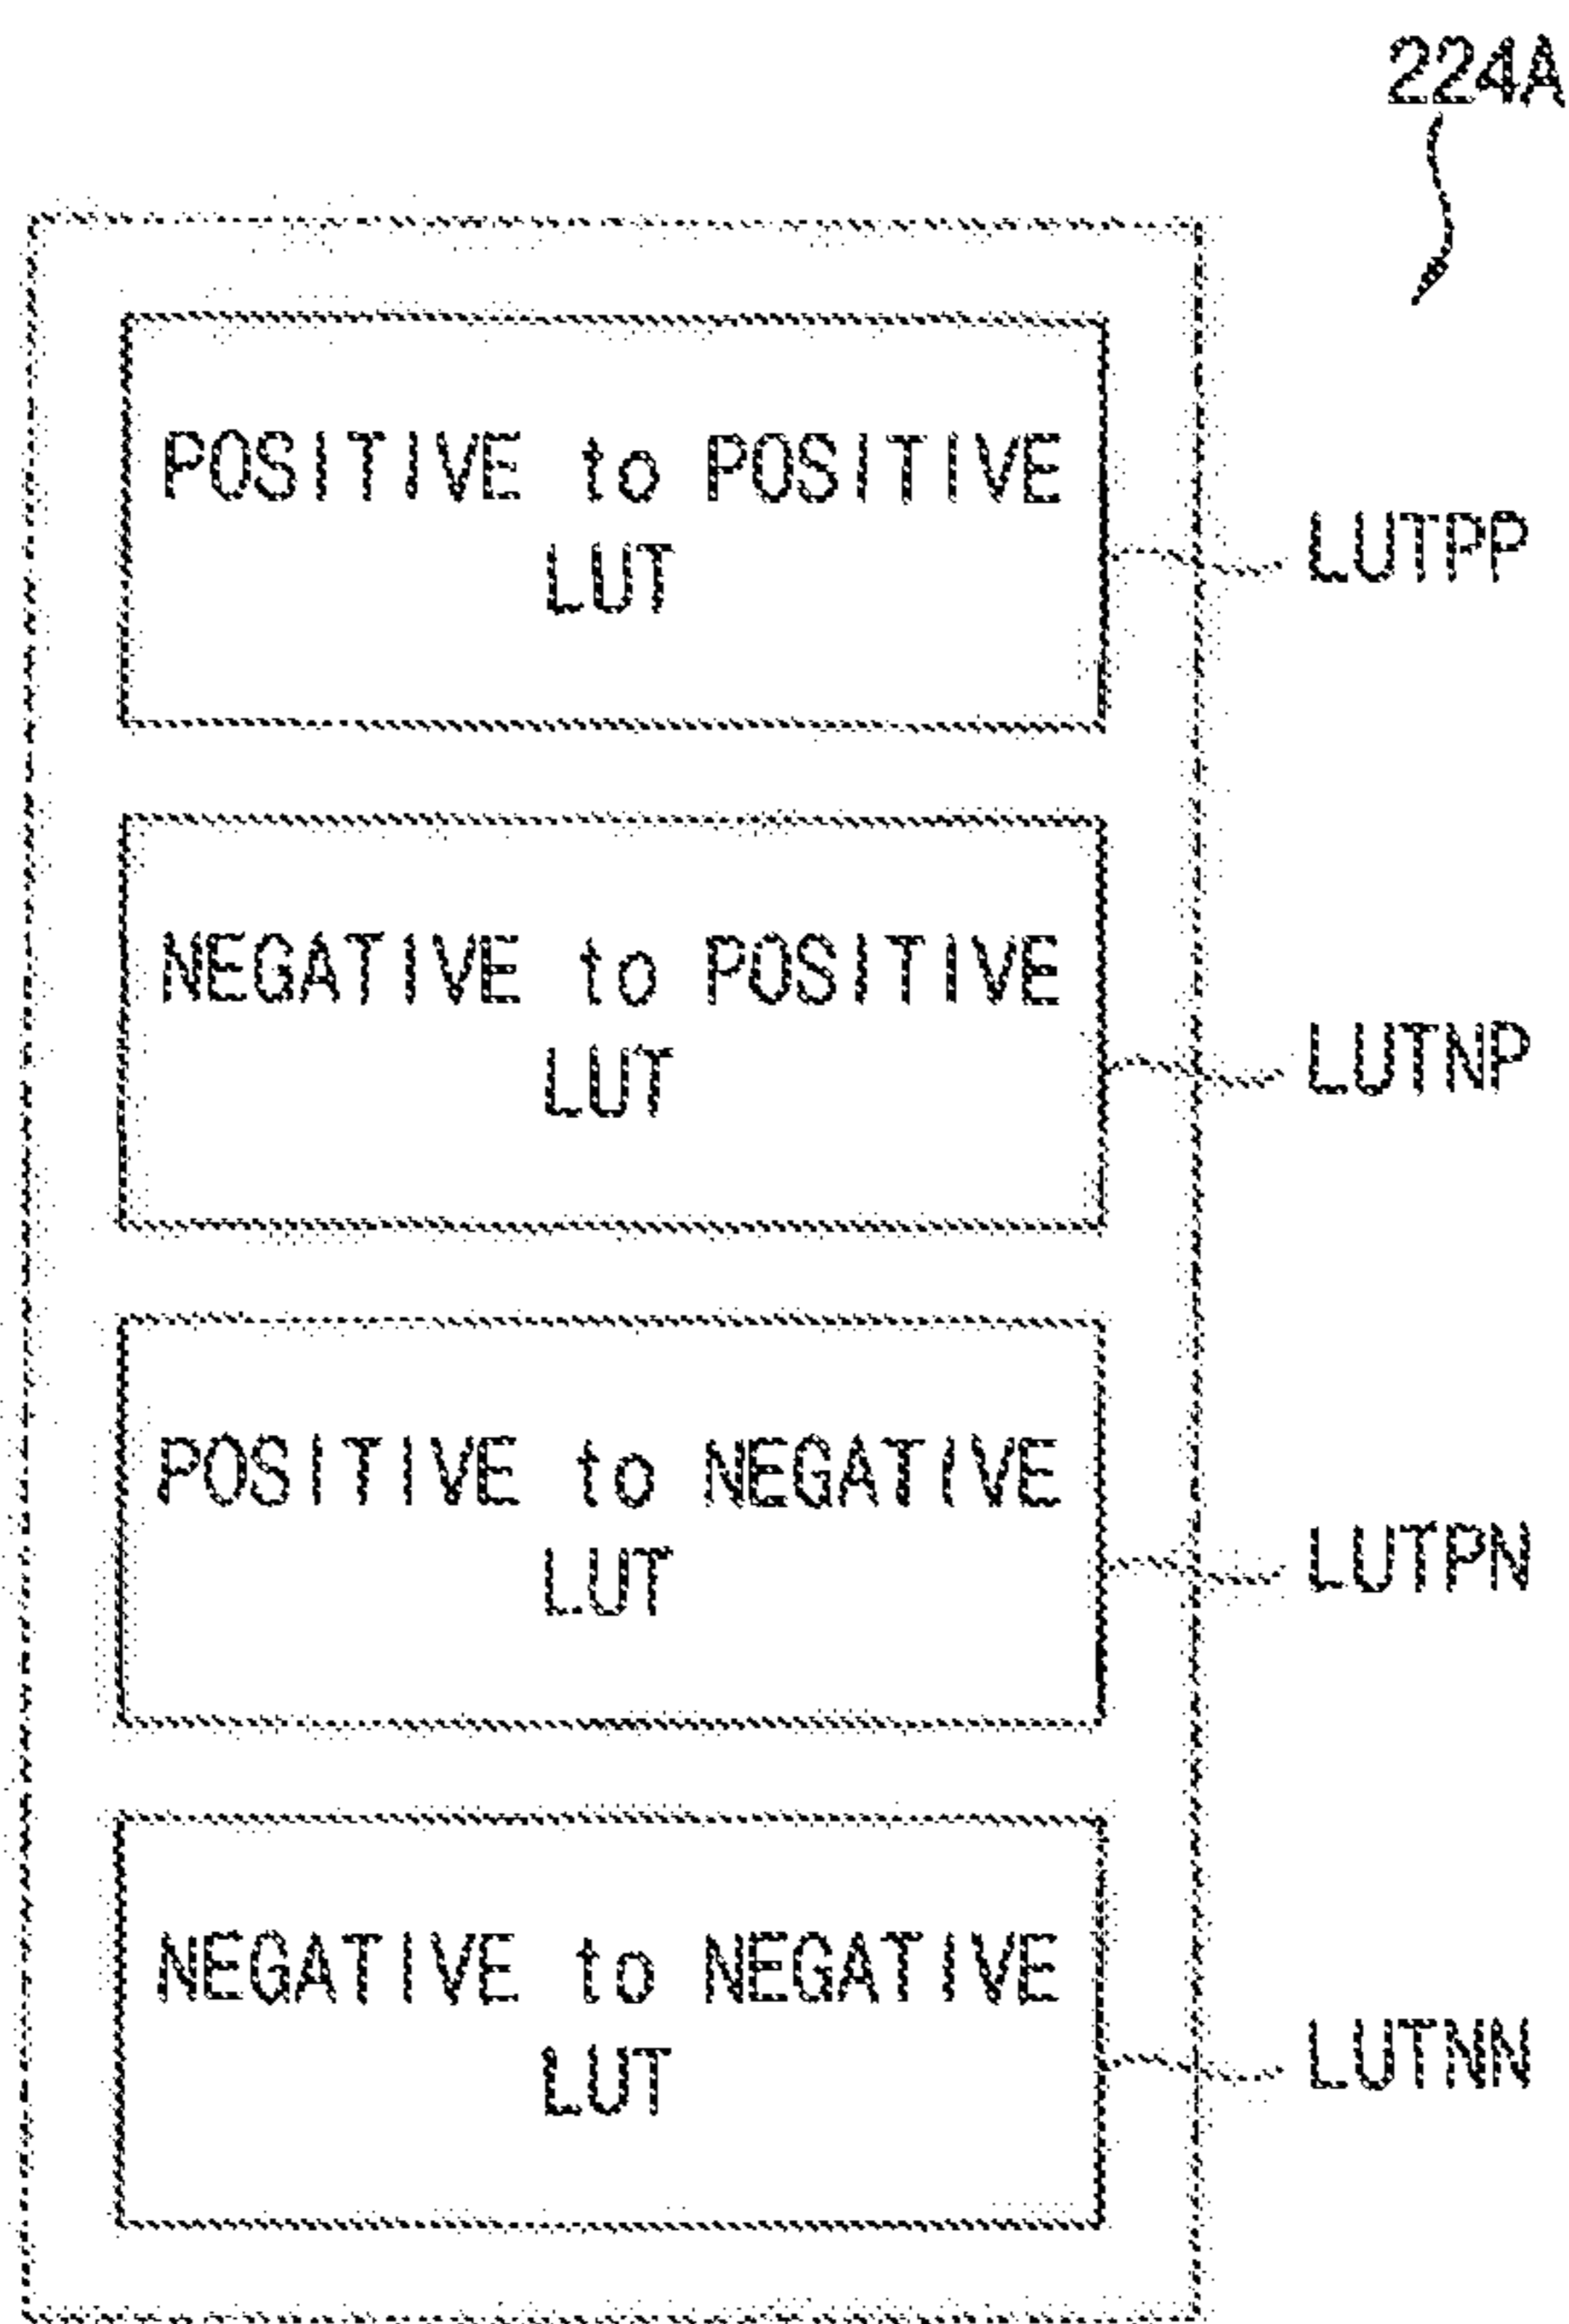 224A
POSITIVE to POSITIVE
LUT
LUTPP
NEGATIVE to POSITIVE
LUT
LUTNP
POSITIVE to NEGATIVE
LUT
LUTPN
NEGATIVE to NEGATIVE
LUT
LUTNN